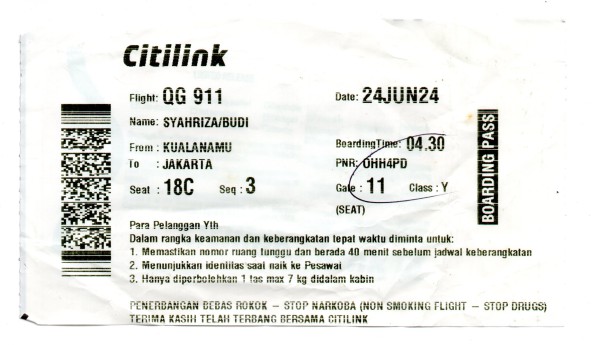 Citilink
Flight: QG 911 Date: 24JUN24
Name: SYAHRIZA/BUDI
From : KUALANAMU BoardingTime: 04.30
To : JAKARTA PNR: OHH4PD
Seat : 18C Seq : 3 Gate : 11 Class : Y
(SEAT)
BOARDING PASS
Para Pelanggan Yth
Dalam rangka keamanan dan keberangkatan tepat waktu diminta untuk:
1. Memastikan nomor ruang tunggu dan berada 40 menit sebelum jadwal keberangkatan
2. Menunjukkan identitas saat naik ke Pesawat
3. Hanya diperbolehkan 1 tas max 7 kg didalam kabin
PENERBANGAN BEBAS ROKOK – STOP NARKOBA (NON SMOKING FLIGHT – STOP DRUGS)
TERIMA KASIH TELAH TERBANG BERSAMA CITILINK